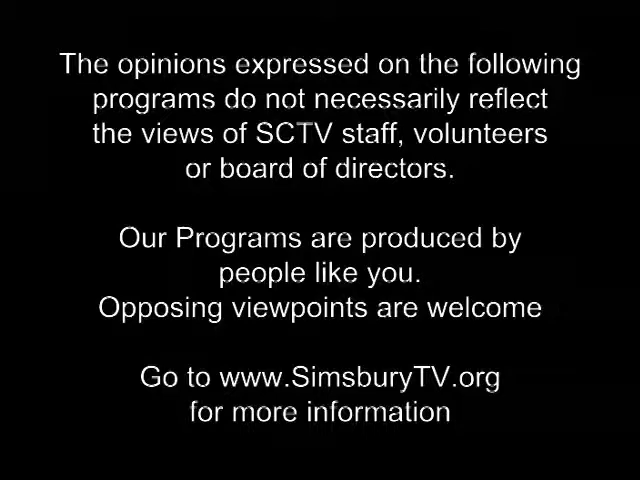 The opinions expressed on the following
programs do not necessarily reflect
the views of SCTV staff, volunteers
or board of directors.
Our Programs are produced by
people like you.
Opposing viewpoints are welcome
Go to www.SimsburyTV.org
for more information